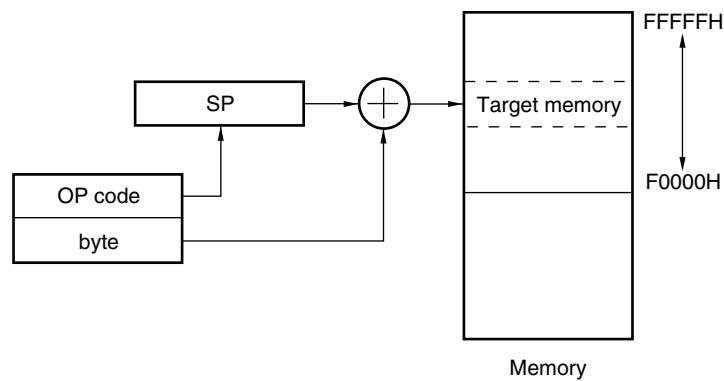 FFFFFH
SP
Target memory
OP code
F0000H
byte
Memory